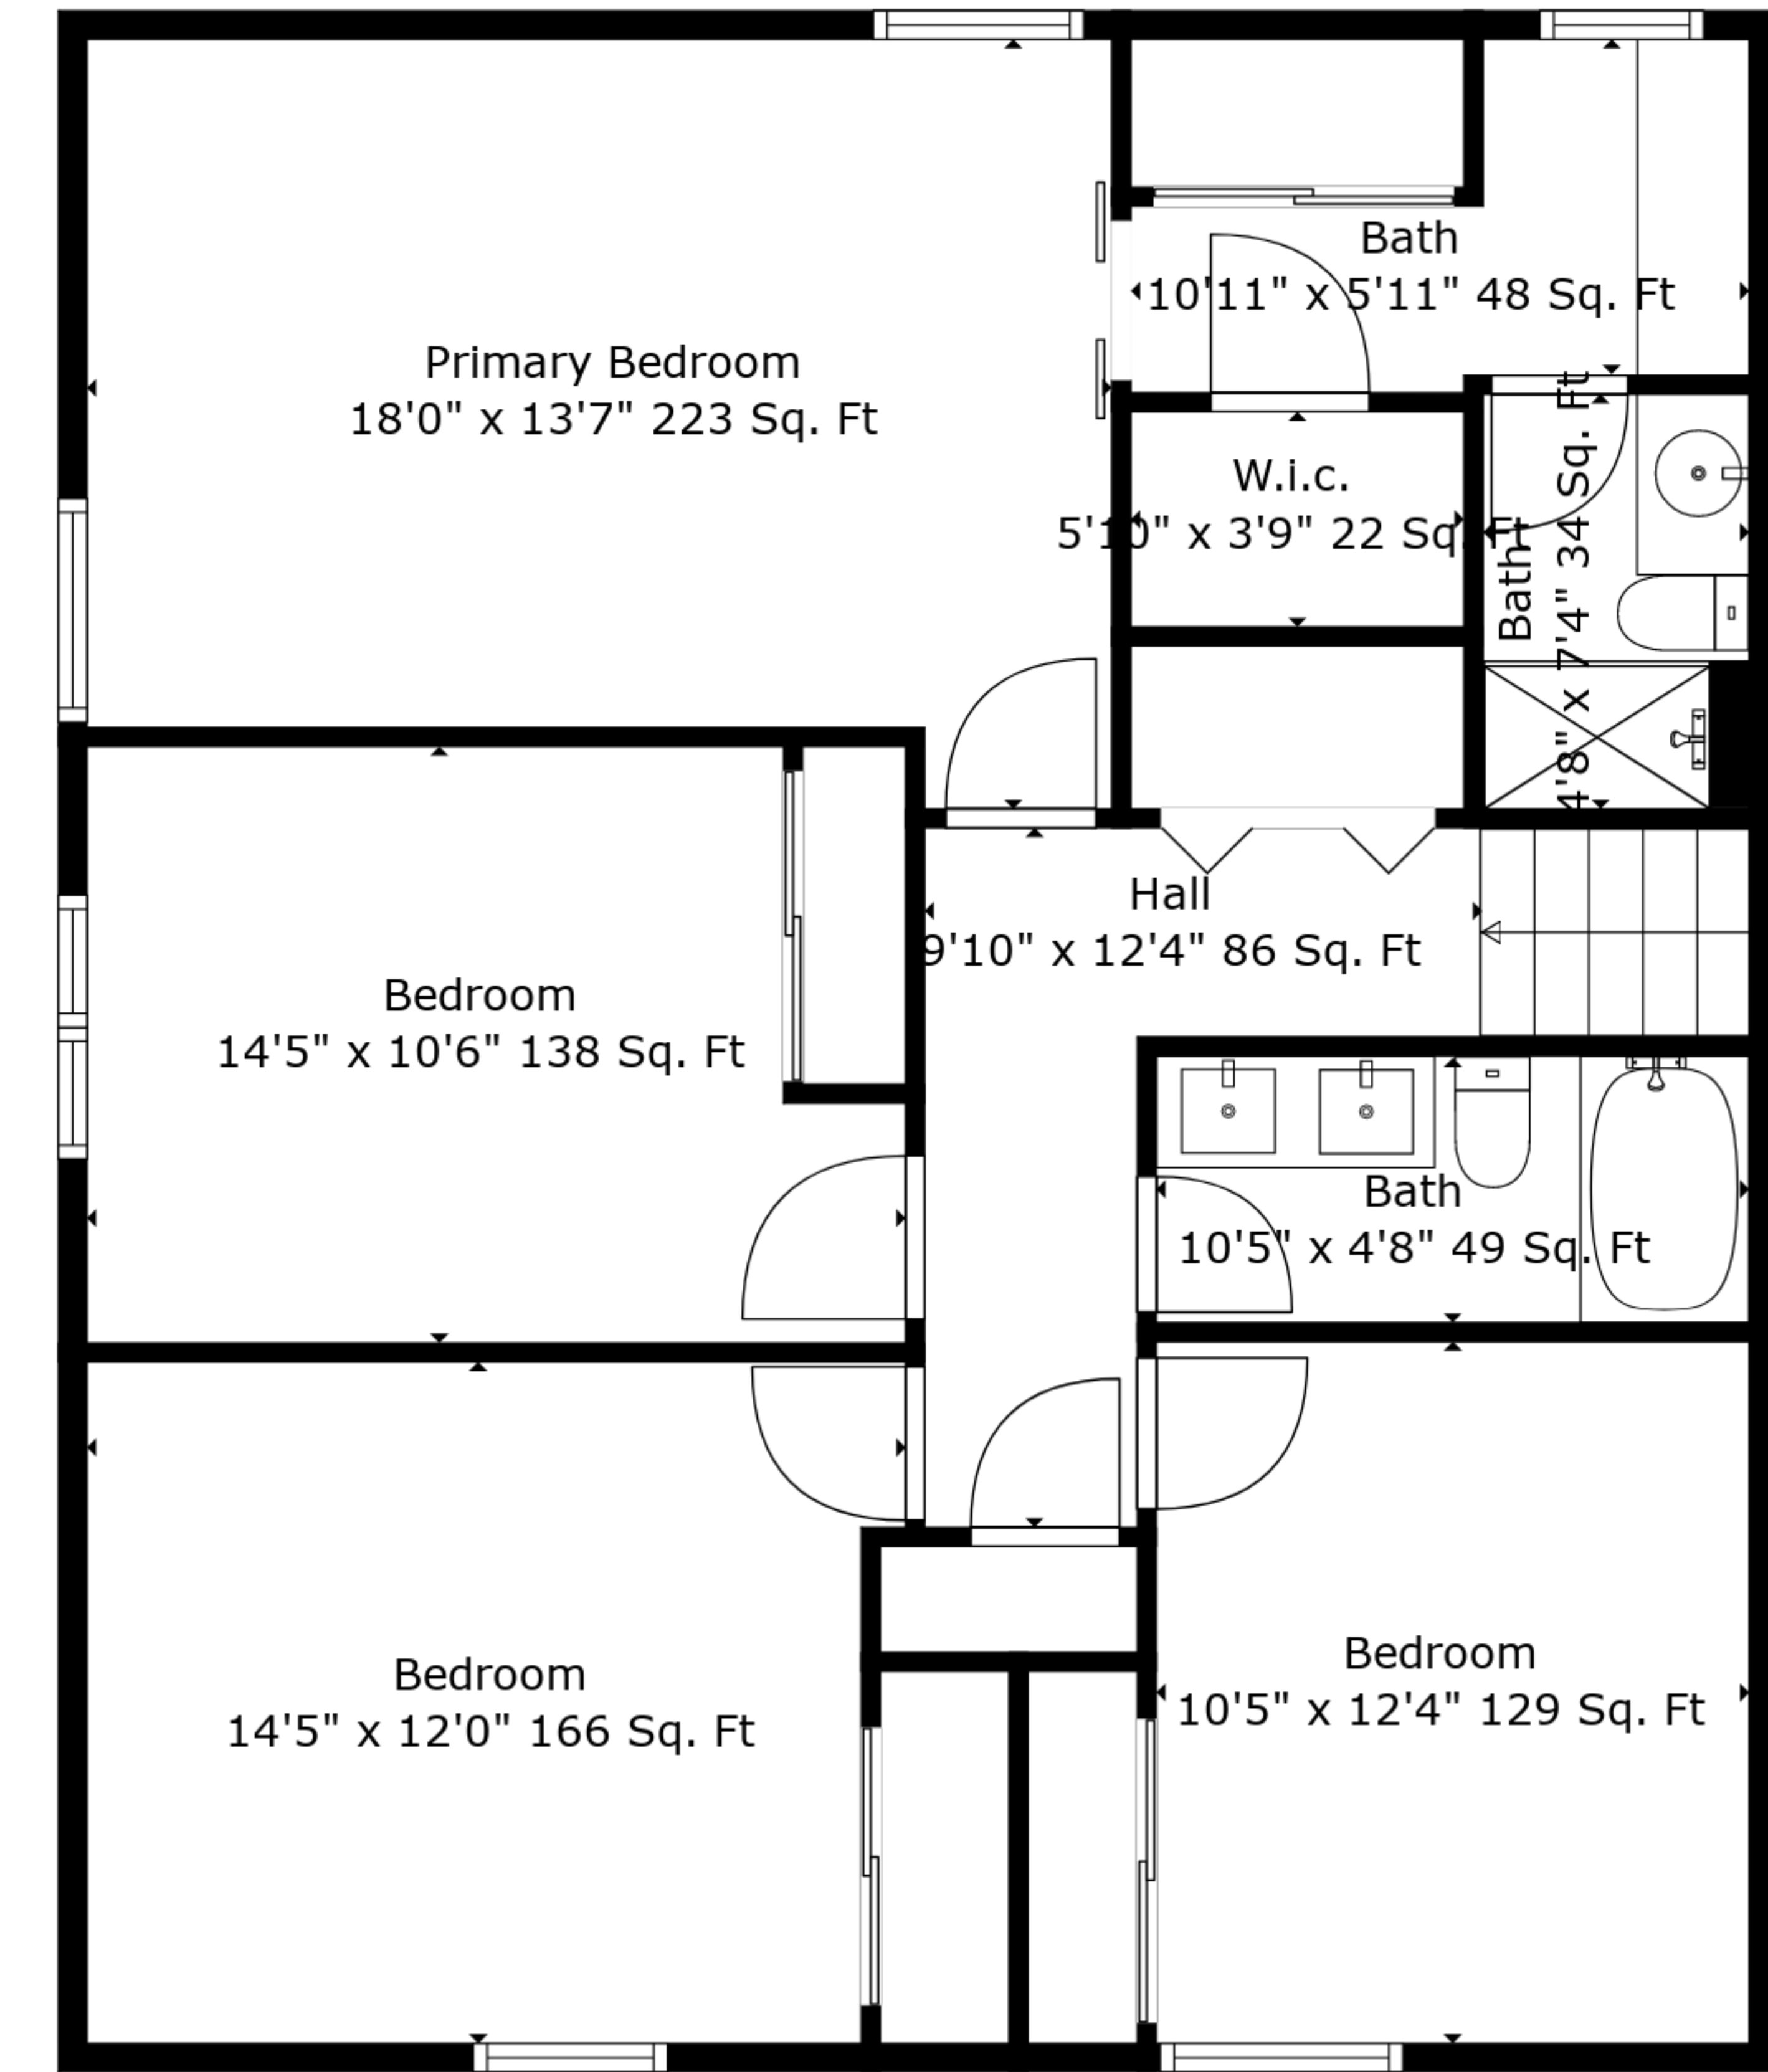 Bath
10'11" x 5'11" 48 Sq. Ft
Primary Bedroom
18'0" x 13'7" 223 Sq. Ft
W.i.c.
5'10" x 3'9" 22 Sq. Ft
Bath
4'8" x 7'4" 34 Sq. Ft
Hall
9'10" x 12'4" 86 Sq. Ft
Bedroom
14'5" x 10'6" 138 Sq. Ft
Bath
10'5" x 4'8" 49 Sq. Ft
Bedroom
14'5" x 12'0" 166 Sq. Ft
Bedroom
10'5" x 12'4" 129 Sq. Ft